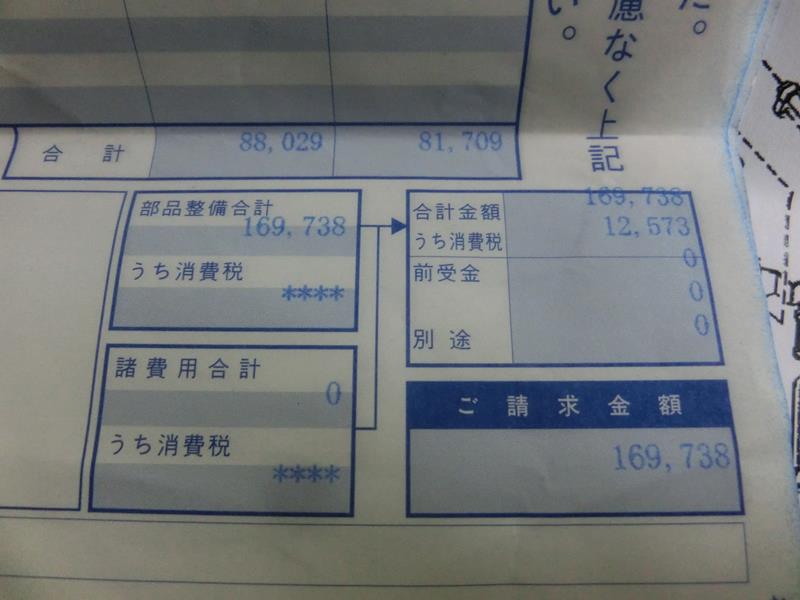 た。
慮なく上記
い。
合計 88,029 81,709
部品整備合計
169,738
うち消費税
****
諸費用合計
0
うち消費税
****
169,738
合計金額
12,573
うち消費税
0
前受金
0
0
別途
ご請求金額
169,738